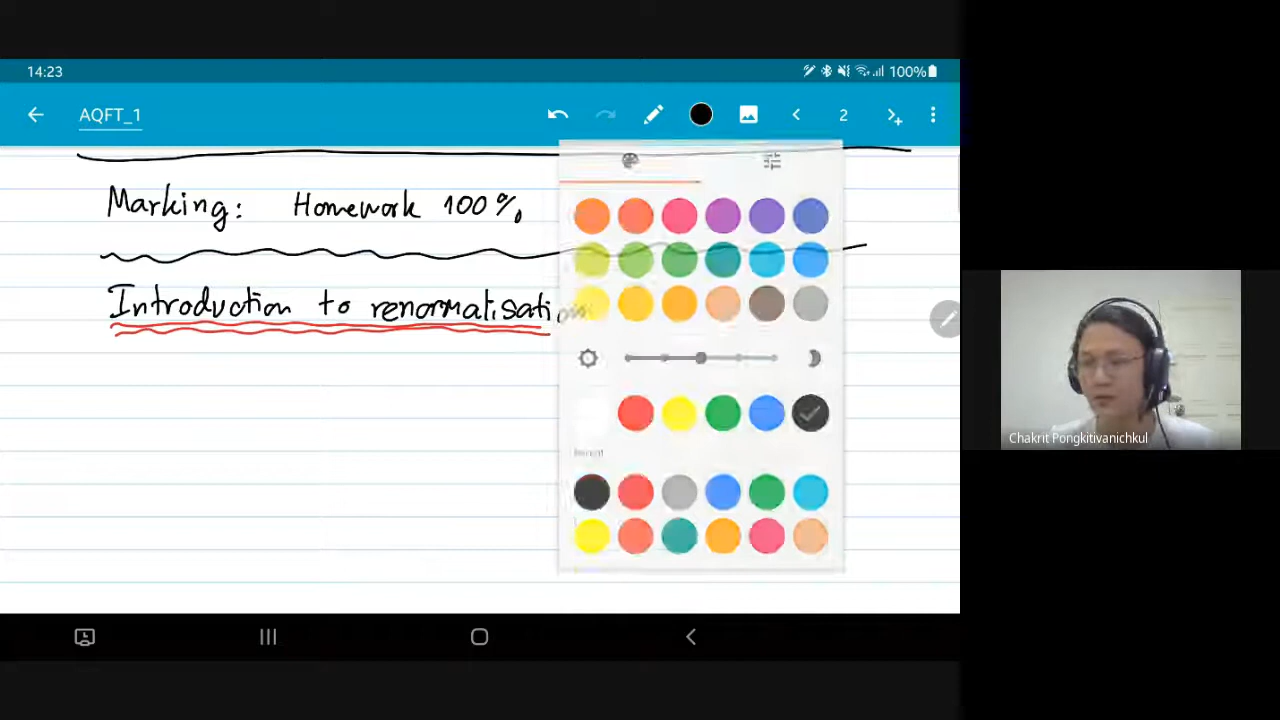 14:23
100%
AQFT_1
2
Marking: Homework 100%
Introduction to renormalisation
Recent
Chakrit Pongkitivanichkul